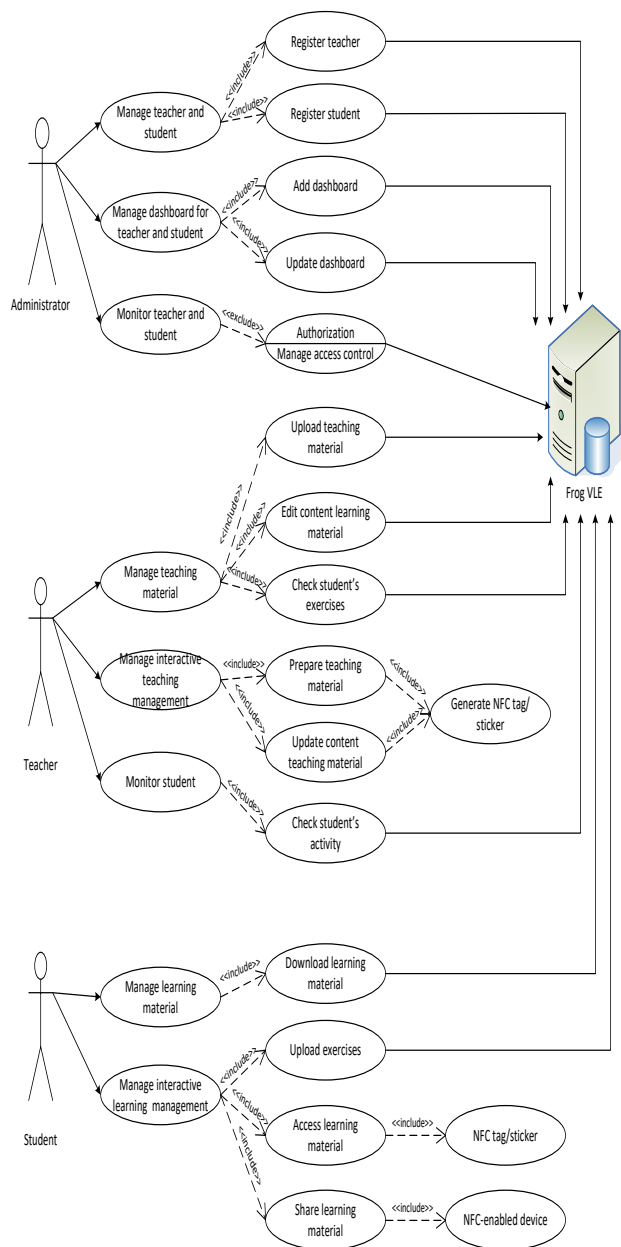 Register teacher
<<include>>
Manage teacher and
student
<<include>>
Register student
<<include>>
Add dashboard
Manage dashboard for
teacher and student
<<include>>
Update dashboard
Administrator
Monitor teacher and
student
<<exclude>>
Authorization
Manage access control
Frog VLE
Upload teaching
material
<<include>>
<<include>>
Edit content learning
material
Manage teaching
material
<<include>>
Check student's
exercises
Manage interactive
teaching management
<<include>>
Prepare teaching
material
<<include>>
Generate NFC tag/
sticker
<<include>>
<<include>>
Update content
teaching material
Teacher
Monitor student
<<include>>
Check student's
activity
Manage learning
material
<<include>>
Download learning
material
<<include>>
Upload exercises
Manage interactive
learning management
<<include>>
Access learning
material
<<include>>
NFC tag/sticker
Student
<<include>>
Share learning
material
<<include>>
NFC-enabled device